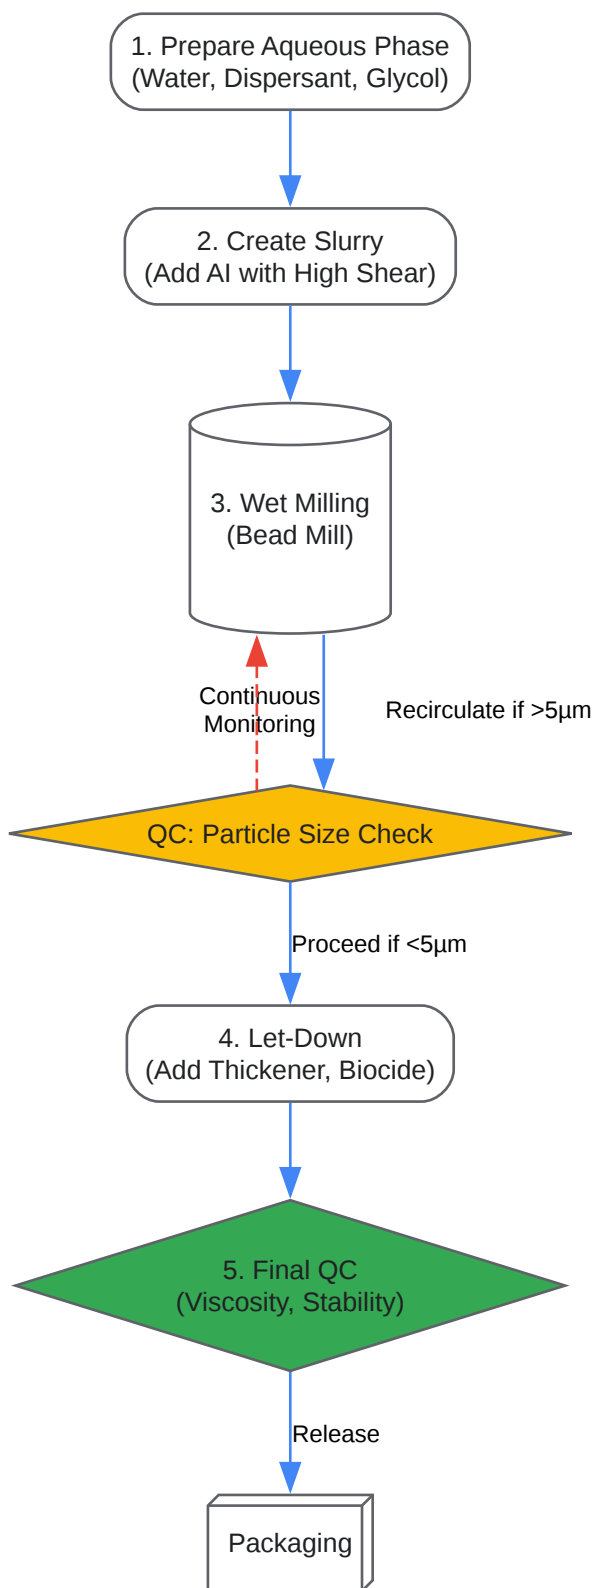 1. Prepare Aqueous Phase
(Water, Dispersant, Glycol)
2. Create Slurry
(Add AI with High Shear)
3. Wet Milling
(Bead Mill)
Continuous
Monitoring
Recirculate if >5µm
QC: Particle Size Check
Proceed if <5µm
4. Let-Down
(Add Thickener, Biocide)
5. Final QC
(Viscosity, Stability)
Release
Packaging